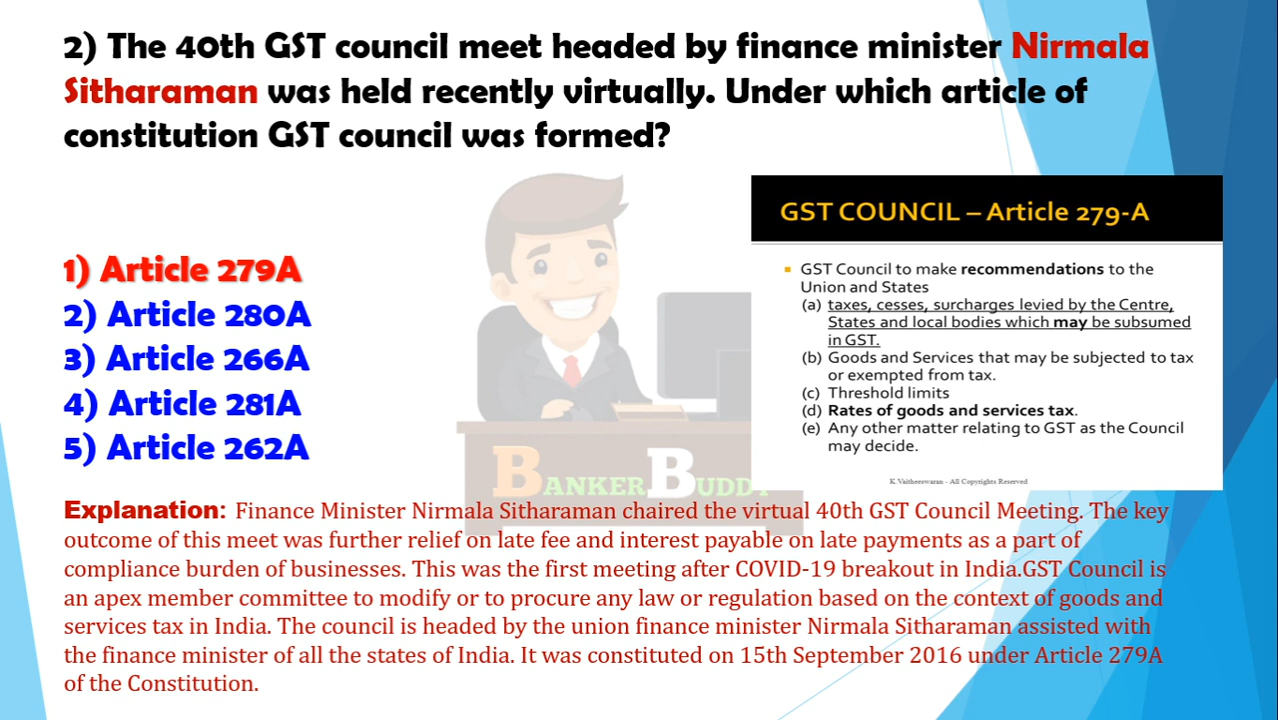 2) The 40th GST council meet headed by finance minister Nirmala
Sitharaman was held recently virtually. Under which article of
constitution GST council was formed?
1) Article 279A
2) Article 280A
3) Article 266A
4) Article 281A
5) Article 262A
GST COUNCIL – Article 279-A
GST Council to make recommendations to the
Union and States
(a) taxes, cesses, surcharges levied by the Centre,
States and local bodies which may be subsumed
in GST.
(b) Goods and Services that may be subjected to tax
or exempted from tax.
(c) Threshold limits
(d) Rates of goods and services tax.
(e) Any other matter relating to GST as the Council
may decide.
K.Vaitheeswaran - All Copyrights Reserved
BANKER BUDDY
Explanation: Finance Minister Nirmala Sitharaman chaired the virtual 40th GST Council Meeting. The key
outcome of this meet was further relief on late fee and interest payable on late payments as a part of
compliance burden of businesses. This was the first meeting after COVID-19 breakout in India.GST Council is
an apex member committee to modify or to procure any law or regulation based on the context of goods and
services tax in India. The council is headed by the union finance minister Nirmala Sitharaman assisted with
the finance minister of all the states of India. It was constituted on 15th September 2016 under Article 279A
of the Constitution.